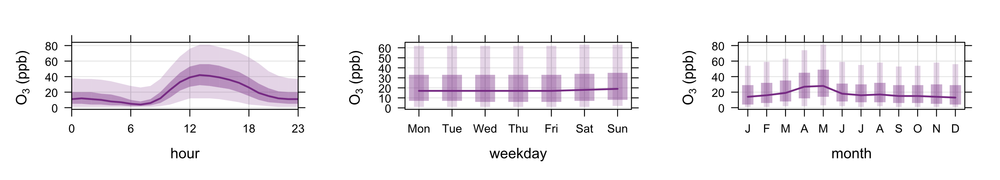 O3 (ppb)
80
60
40
20
0
0 6 12 18 23
hour
O3 (ppb)
60
50
40
30
20
10
0
Mon Tue Wed Thu Fri Sat Sun
weekday
O3 (ppb)
80
60
40
20
0
J F M A M J J A S O N D
month